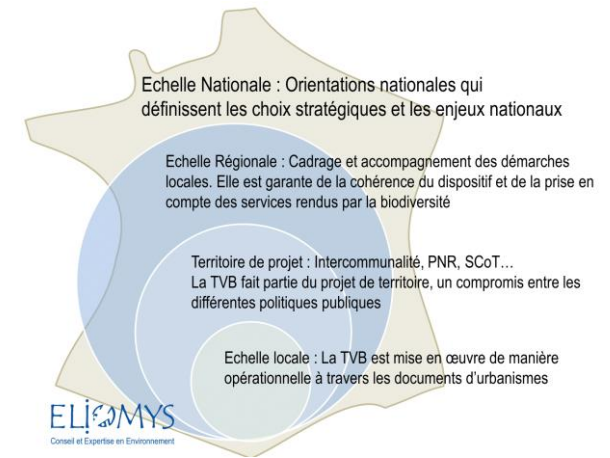 Echelle Nationale : Orientations nationales qui
définissent les choix stratégiques et les enjeux nationaux
Echelle Régionale : Cadrage et accompagnement des démarches
locales. Elle est garante de la cohérence du dispositif et de la prise en
compte des services rendus par la biodiversité
Territoire de projet : Intercommunalité, PNR, SCoT…
La TVB fait partie du projet de territoire, un compromis entre les
différentes politiques publiques
Echelle locale : La TVB est mise en œuvre de manière
opérationnelle à travers les documents d'urbanismes
ELIOMYS
Conseil et Expertise en Environnement